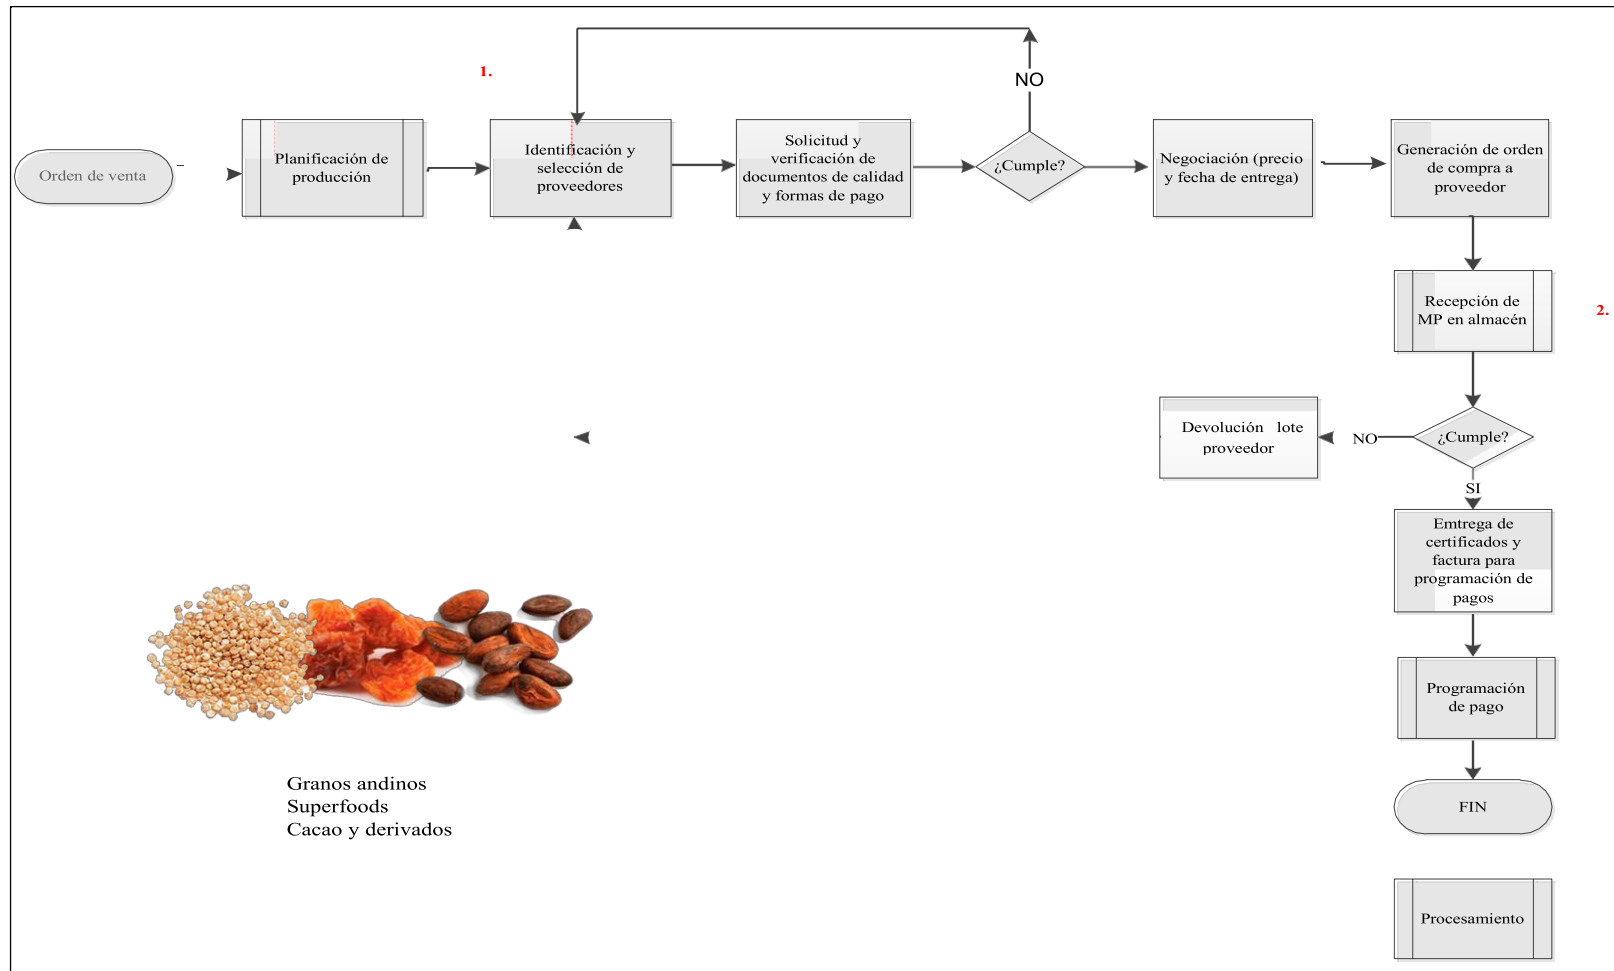 1.
NO
Orden de venta
Planificación de
producción
Identificación y
selección de
proveedores
Solicitud y
verificación de
documentos de calidad
y formas de pago
¿Cumple?
Negociación (precio
y fecha de entrega)
Generación de orden
de compra a
proveedor
Recepción de
MP en almacén
2.
¿Cumple?
NO
Devolución lote
proveedor
SI
Emtrega de
certificados y
factura para
programación de
pagos
Programación
de pago
FIN
Procesamiento
Granos andinos
Superfoods
Cacao y derivados